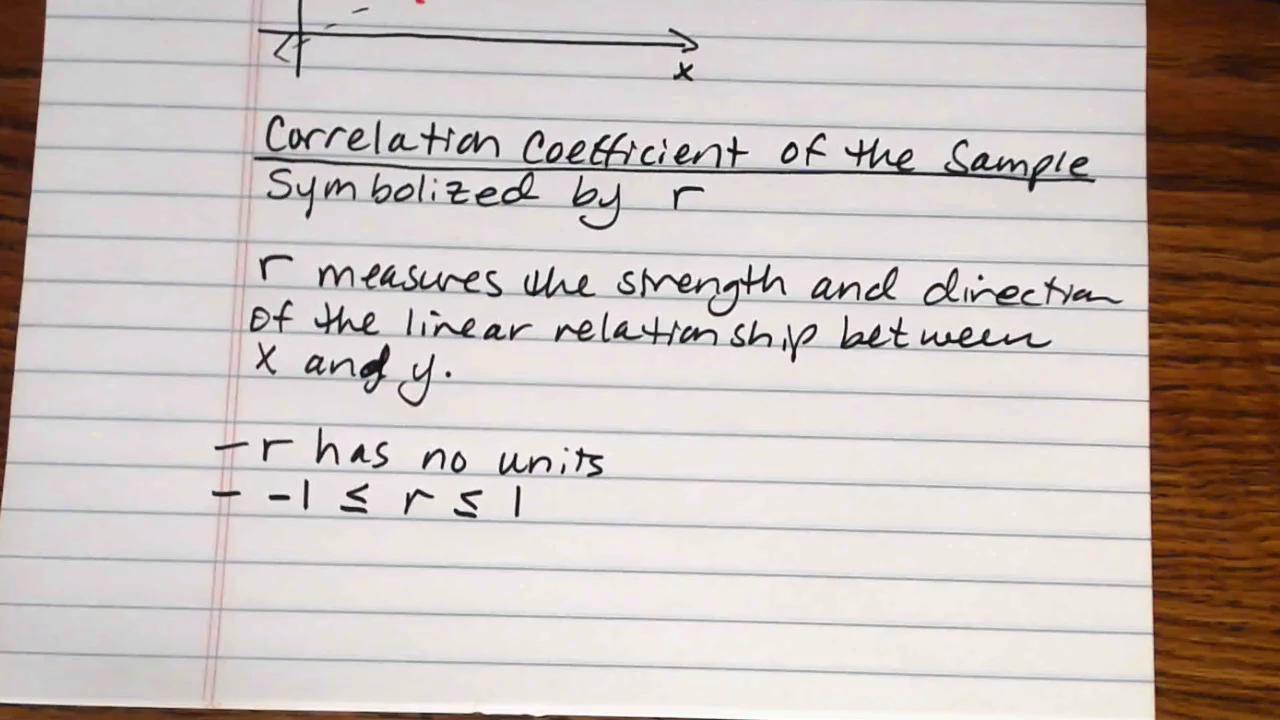 x
Correlation Coefficient of the Sample
Symbolized by r
r measures the strength and direction
of the linear relationship between
x and y.
- r has no units
- -1 ≤ r ≤ 1